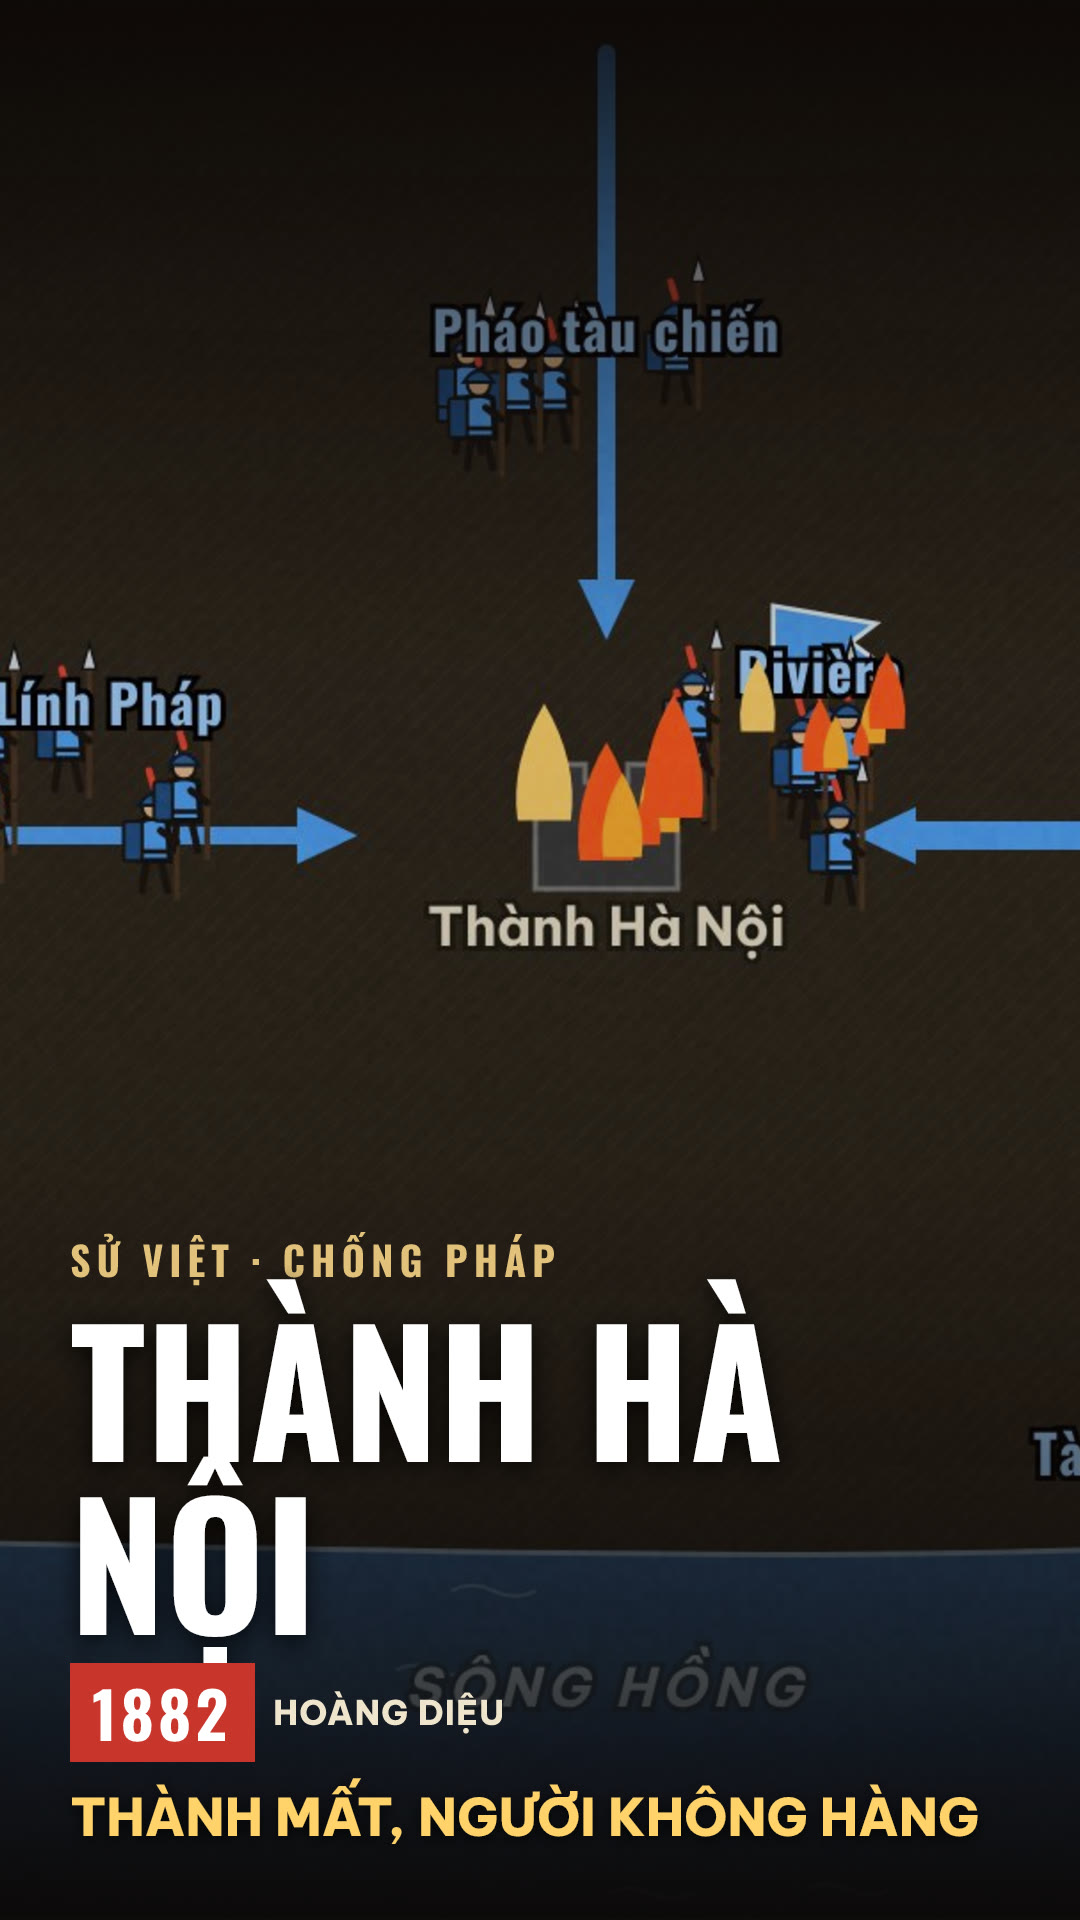 Pháo tàu chiến
Rivière
Lính Pháp
Thành Hà Nội
SỬ VIỆT · CHỐNG PHÁP
THÀNH HÀ
NỘI
SÔNG HỒNG
1882
HOÀNG DIỆU
THÀNH MẤT, NGƯỜI KHÔNG HÀNG